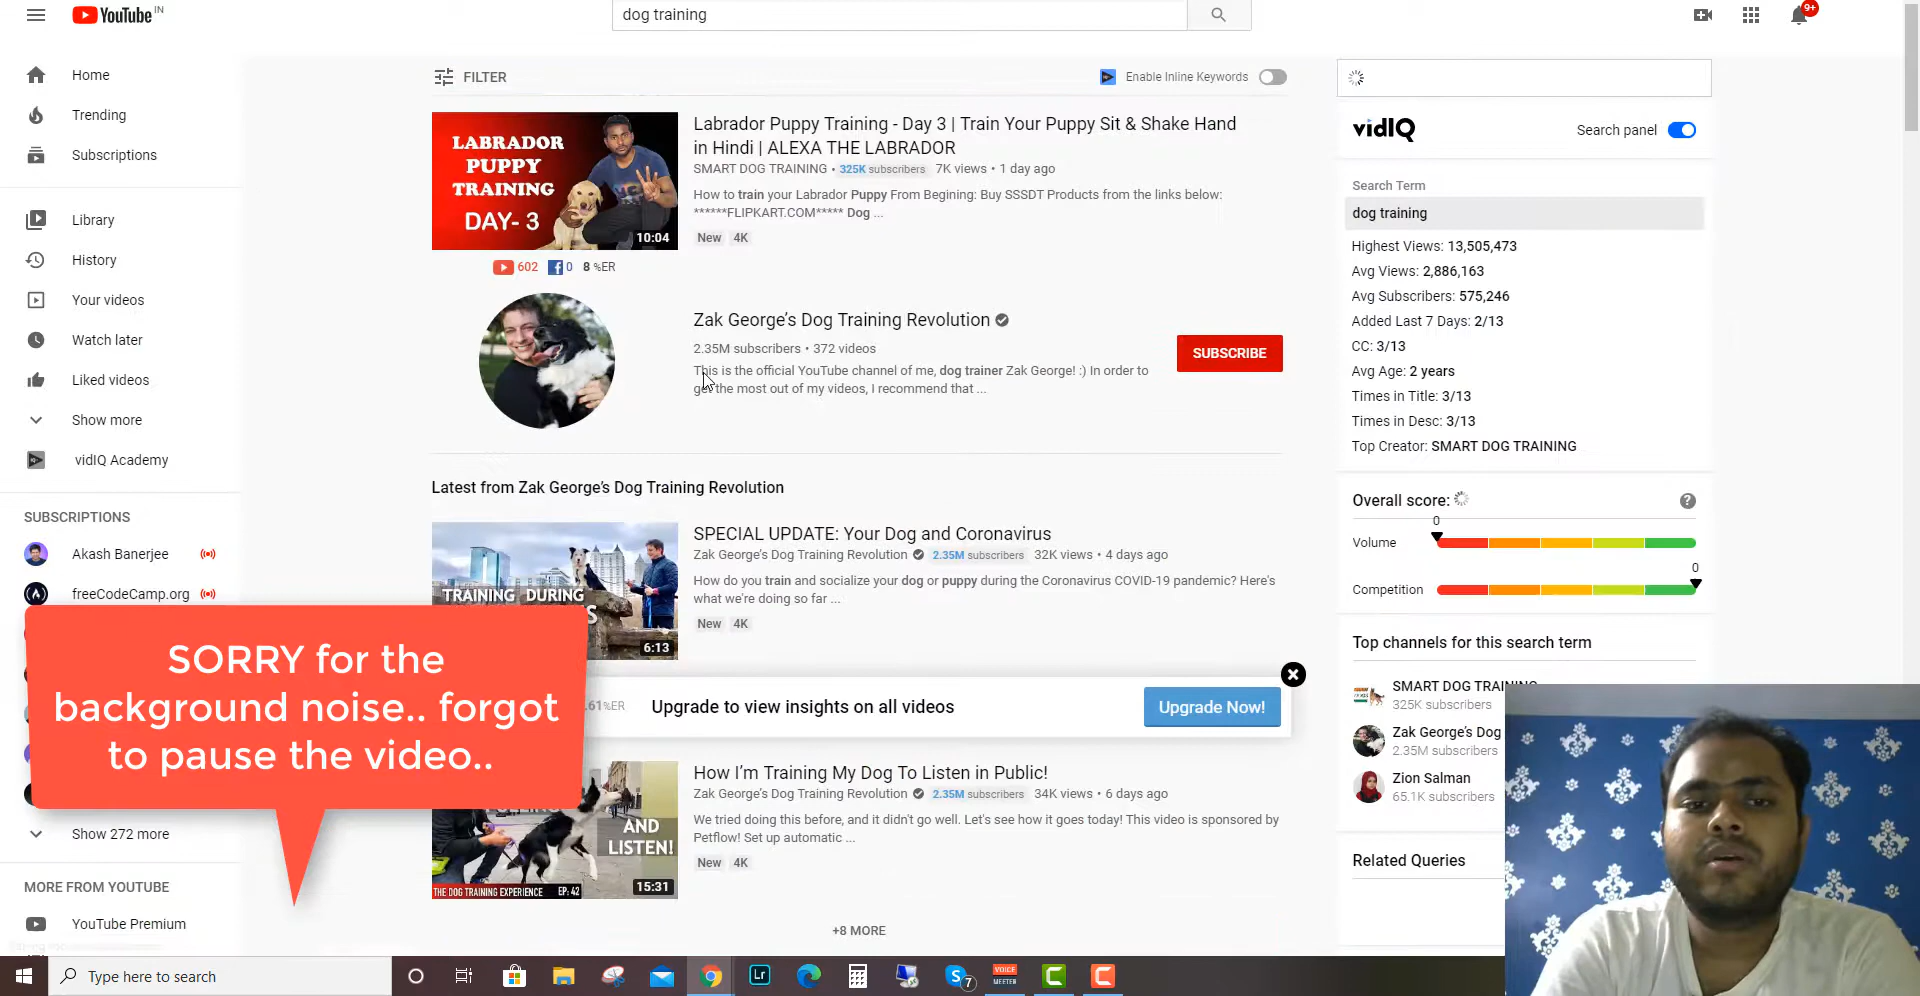 YouTube IN
dog training
9+
Home
Trending
Subscriptions
Library
History
Your videos
Watch later
Liked videos
Show more
vidIQ Academy
SUBSCRIPTIONS
Akash Banerjee
freeCodeCamp.org
Show 272 more
MORE FROM YOUTUBE
YouTube Premium
FILTER
Enable Inline Keywords
LABRADOR
PUPPY
TRAINING
DAY- 3
10:04
602 0 8 %ER
Labrador Puppy Training - Day 3 | Train Your Puppy Sit & Shake Hand
in Hindi | ALEXA THE LABRADOR
SMART DOG TRAINING • 325K subscribers 7K views • 1 day ago
How to train your Labrador Puppy From Begining: Buy SSSDT Products from the links below:
******FLIPKART.COM***** Dog ...
New 4K
Zak George's Dog Training Revolution
2.35M subscribers • 372 videos
This is the official YouTube channel of me, dog trainer Zak George! :) In order to
get the most out of my videos, I recommend that ...
SUBSCRIBE
Latest from Zak George's Dog Training Revolution
TRAINING DURING
S
6:13
SPECIAL UPDATE: Your Dog and Coronavirus
Zak George's Dog Training Revolution 2.35M subscribers 32K views • 4 days ago
How do you train and socialize your dog or puppy during the Coronavirus COVID-19 pandemic? Here's
what we're doing so far ...
New 4K
.61%ER
Upgrade to view insights on all videos
Upgrade Now!
AND
LISTEN!
THE DOG TRAINING EXPERIENCE EP: 42
15:31
How I'm Training My Dog To Listen in Public!
Zak George's Dog Training Revolution 2.35M subscribers 34K views • 6 days ago
We tried doing this before, and it didn't go well. Let's see how it goes today! This video is sponsored by
Petflow! Set up automatic ...
New 4K
+8 MORE
SORRY for the
background noise.. forgot
to pause the video..
vidIQ
Search panel
Search Term
dog training
Highest Views: 13,505,473
Avg Views: 2,886,163
Avg Subscribers: 575,246
Added Last 7 Days: 2/13
CC: 3/13
Avg Age: 2 years
Times in Title: 3/13
Times in Desc: 3/13
Top Creator: SMART DOG TRAINING
Overall score:
?
0
Volume
0
Competition
Top channels for this search term
SMART DOG TRAINING
325K subscribers
Zak George's Dog
2.35M subscribers
Zion Salman
65.1K subscribers
Related Queries
Type here to search
Lr
S 7
VOICE
MEETER
C
C